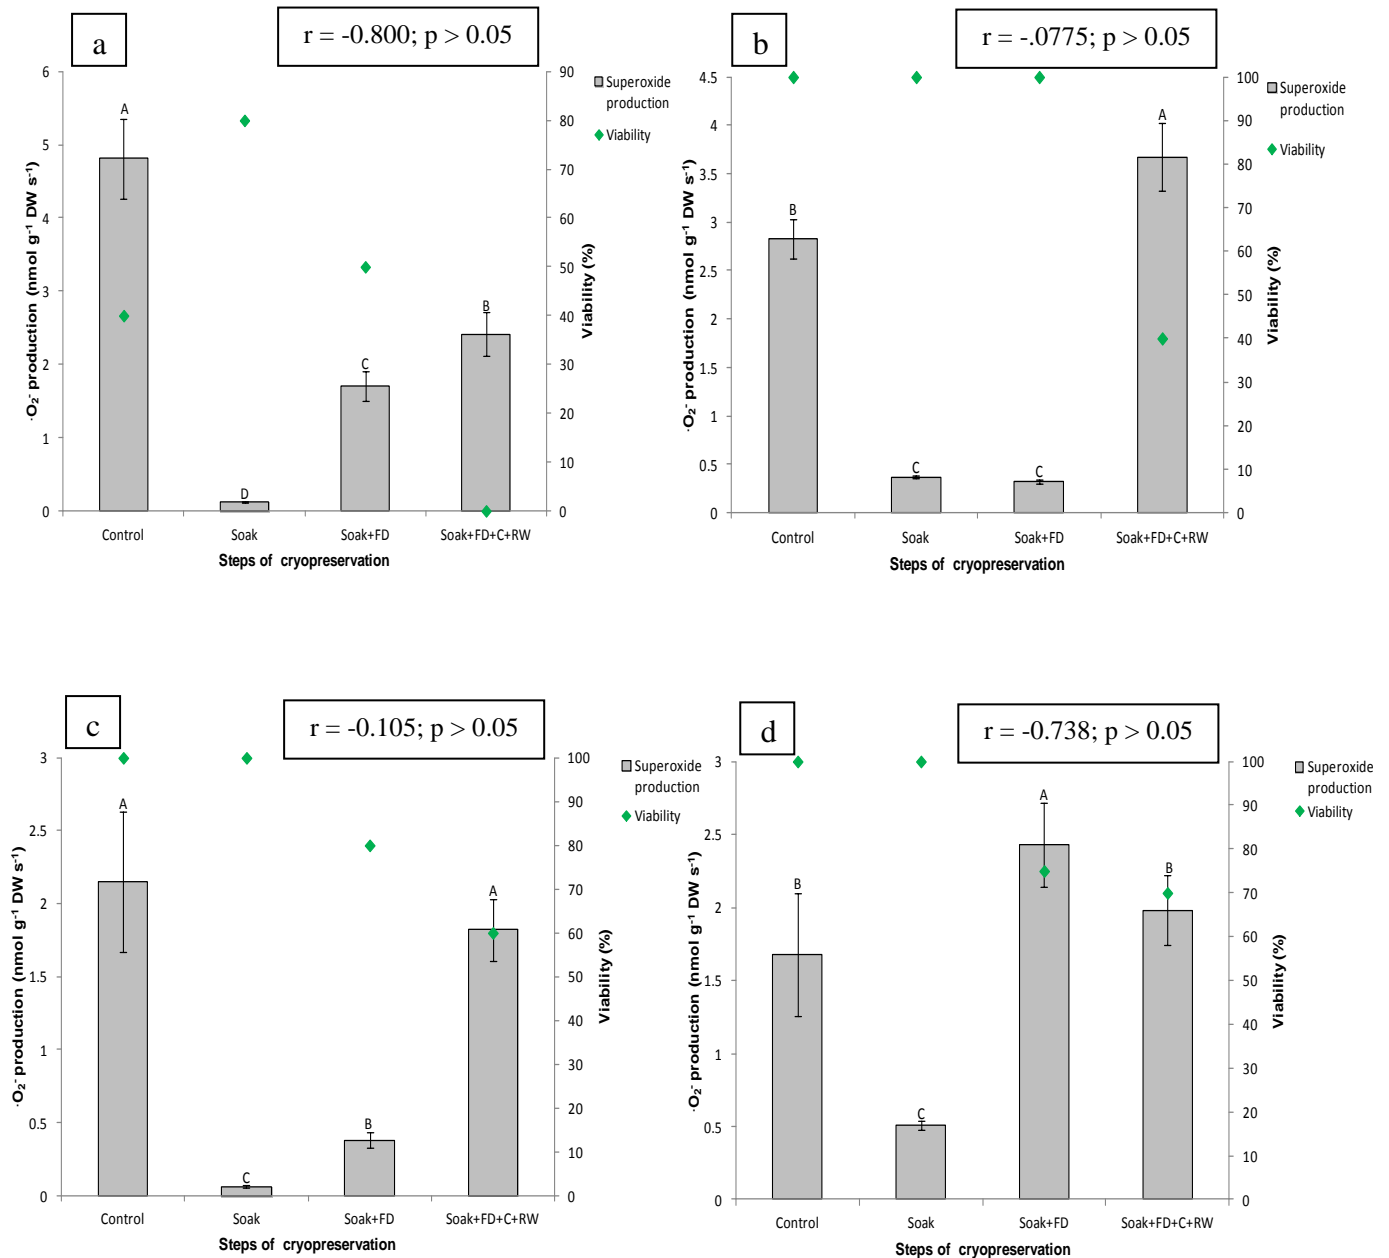 a
r = -0.800; p > 0.05
6
5
4
3
2
1
0
90
80
70
60
50
40
30
20
10
0
·O₂⁻ production (nmol g⁻¹ DW s⁻¹)
Viability (%)
A
D
C
B
Superoxide
production
Viability
Control
Soak
Soak+FD
Soak+FD+C+RW
Steps of cryopreservation
b
r = -.0775; p > 0.05
4.5
4
3.5
3
2.5
2
1.5
1
0.5
0
100
90
80
70
60
50
40
30
20
10
0
·O₂⁻ production (nmol g⁻¹ DW s⁻¹)
Viability (%)
B
C
C
A
Superoxide
production
Viability
Control
Soak
Soak+FD
Soak+FD+C+RW
Steps of cryopreservation
c
r = -0.105; p > 0.05
3
2.5
2
1.5
1
0.5
0
100
90
80
70
60
50
40
30
20
10
0
·O₂⁻ production (nmol g⁻¹ DW s⁻¹)
Viability (%)
A
C
B
A
Superoxide
production
Viability
Control
Soak
Soak+FD
Soak+FD+C+RW
Steps of cryopreservation
d
r = -0.738; p > 0.05
3
2.5
2
1.5
1
0.5
0
100
90
80
70
60
50
40
30
20
10
0
·O₂⁻ production (nmol g⁻¹ DW s⁻¹)
Viability (%)
B
C
A
B
Superoxide
production
Viability
Control
Soak
Soak+FD
Soak+FD+C+RW
Steps of cryopreservation